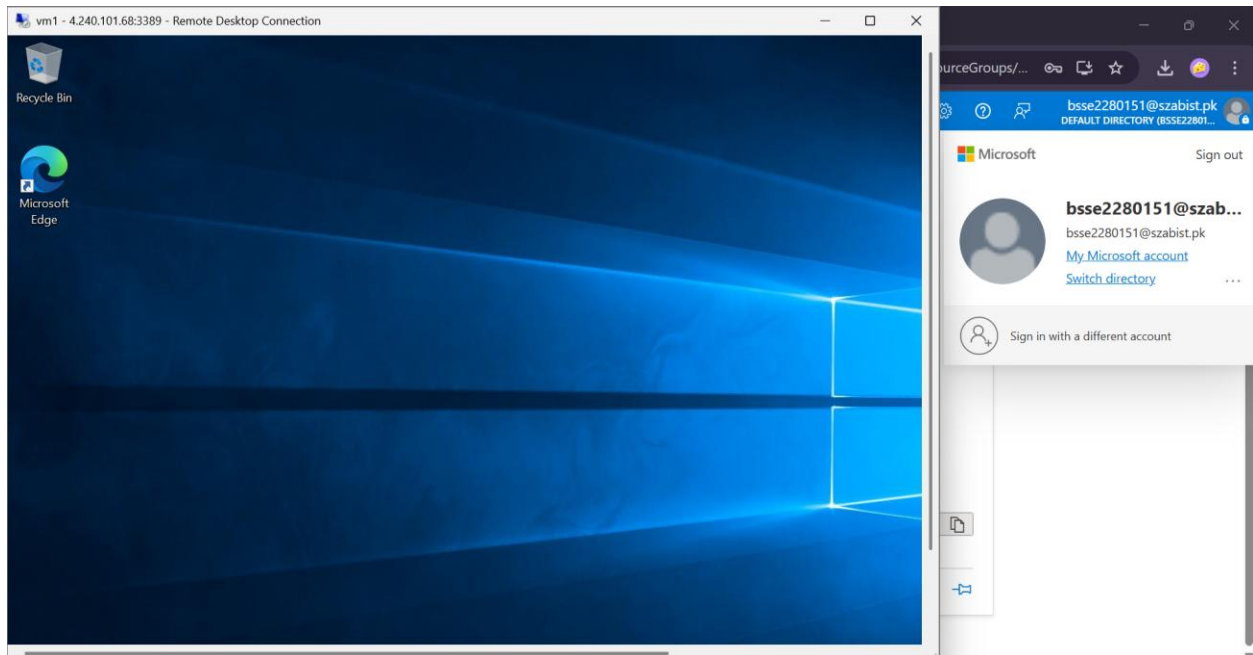 vm1 - 4.240.101.68:3389 - Remote Desktop Connection
Recycle Bin
Microsoft
Edge
ourceGroups/...
bsse2280151@szabist.pk
DEFAULT DIRECTORY (BSSE22801...
Microsoft
Sign out
bsse2280151@szab...
bsse2280151@szabist.pk
My Microsoft account
Switch directory
...
Sign in with a different account